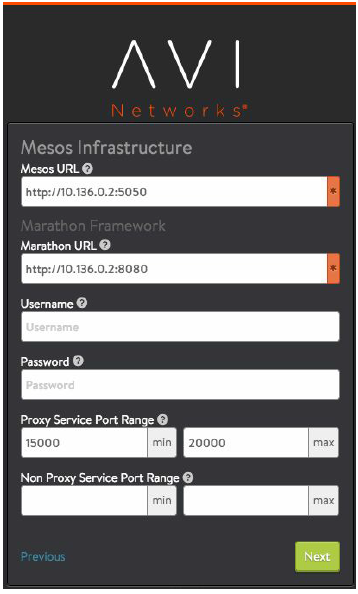 AVI
Networks®
Mesos Infrastructure
Mesos URL ?
http://10.136.0.2:5050 *
Marathon Framework
Marathon URL ?
http://10.136.0.2:8080 *
Username ?
Username
Password ?
Password
Proxy Service Port Range ?
15000 min 20000 max
Non Proxy Service Port Range ?
min max
Previous Next